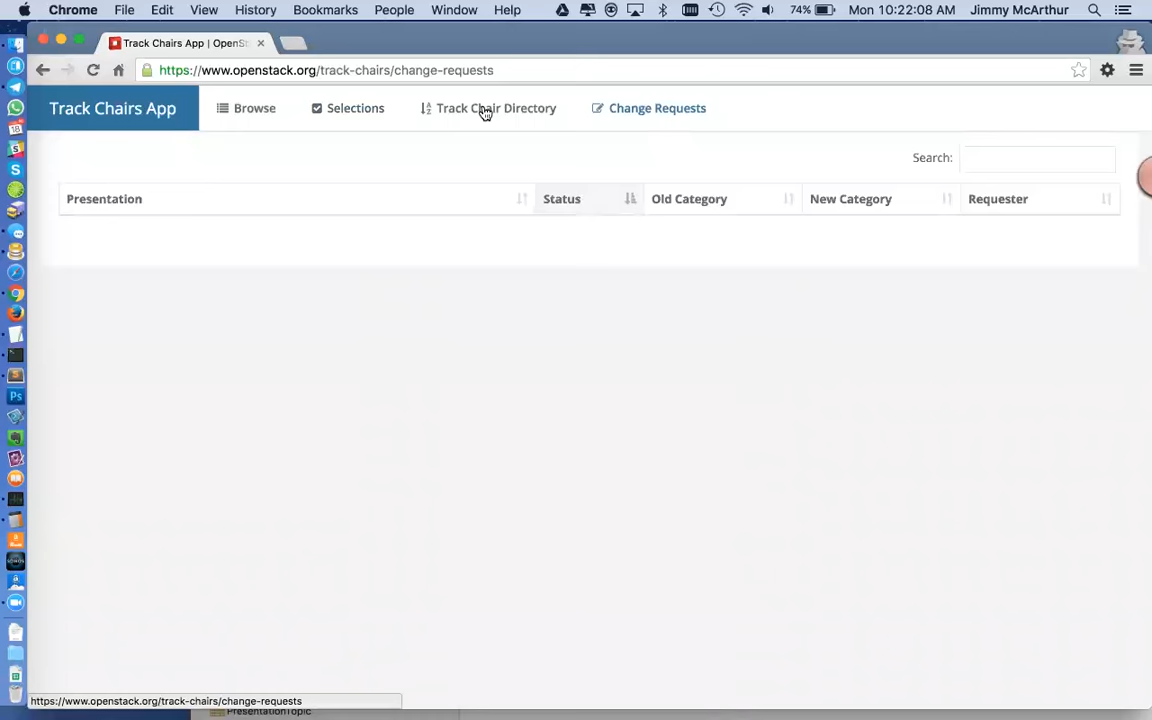 Chrome File Edit View History Bookmarks People Window Help 74% Mon 10:22:08 AM Jimmy McArthur
Track Chairs App | OpenSt
https://www.openstack.org/track-chairs/change-requests
Track Chairs App Browse Selections Track Chair Directory Change Requests
Search:
Presentation Status Old Category New Category Requester
https://www.openstack.org/track-chairs/change-requests
PresentationTopic